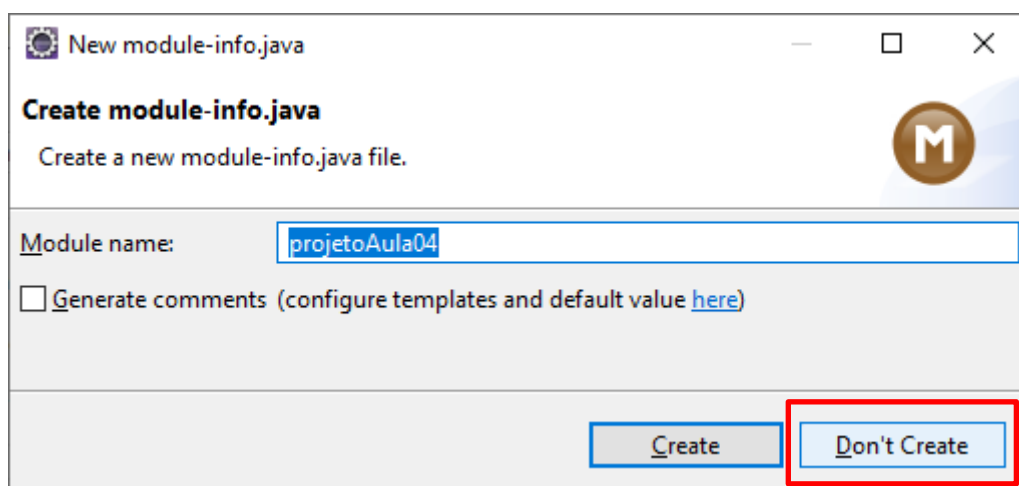 New module-info.java
Create module-info.java
Create a new module-info.java file.
M
Module name: projetoAula04
Generate comments (configure templates and default value here)
Create Don't Create